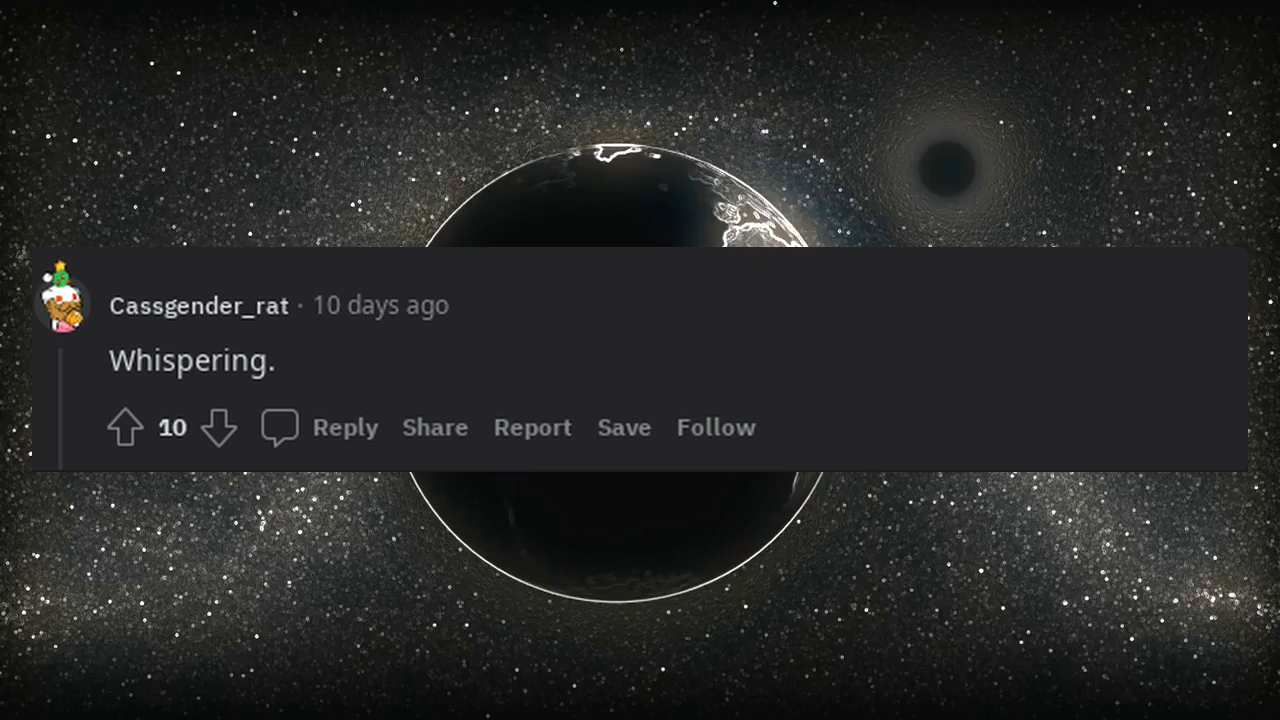 Cassgender_rat · 10 days ago
Whispering.
10 Reply Share Report Save Follow